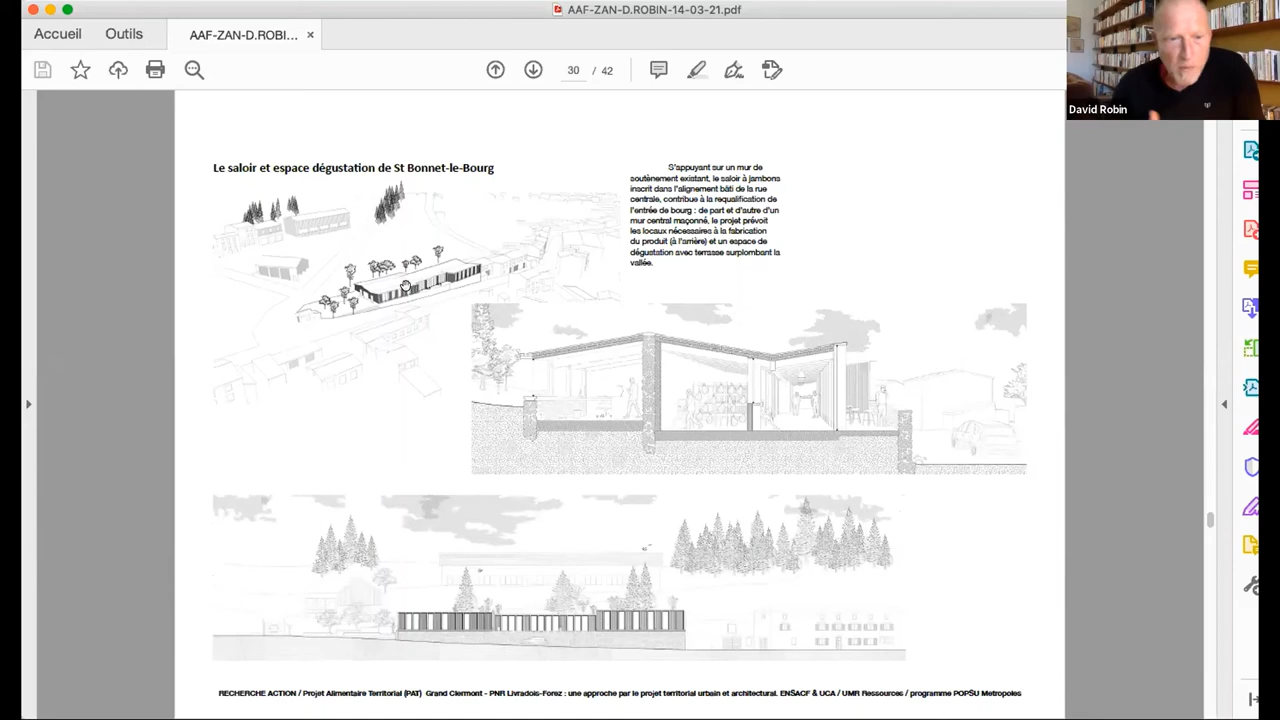 AAF-ZAN-D.ROBIN-14-03-21.pdf
Accueil
Outils
AAF-ZAN-D.ROBI...
30 / 42
David Robin
Le saloir et espace dégustation de St Bonnet-le-Bourg
S'appuyant sur un mur de
soutènement existant, le saloir à jambons
inscrit dans l'alignement bâti de la rue
centrale, contribue à la requalification de
l'entrée de bourg : de part et d'autre d'un
mur central maçonné, le projet prévoit
les locaux nécessaires à la fabrication
du produit (à l'arrière) et un espace de
dégustation avec terrasse surplombant la
vallée.
RECHERCHE ACTION / Projet Alimentaire Territorial (PAT) Grand Clermont - PNR Livradois-Forez : une approche par le projet territorial urbain et architectural. ENSACF & UCA / UMR Ressources / programme POPSU Metropoles